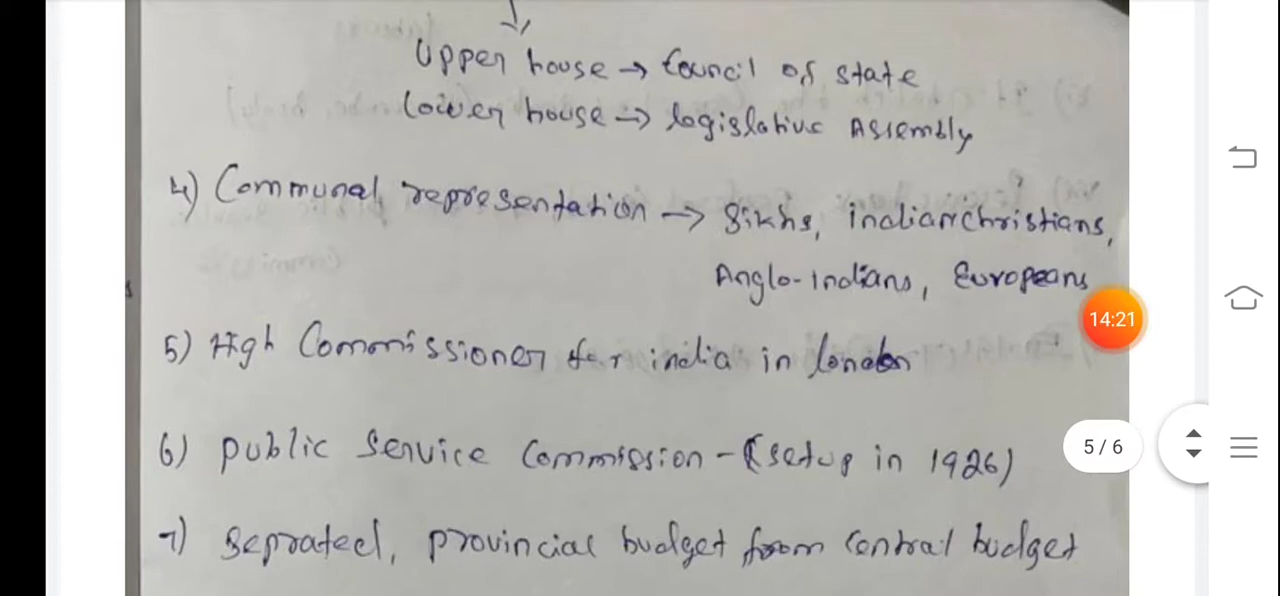 Upper house → Council of state
Lower house → legislative Assembly
4) Communal representation → Sikhs, indian christians,
Anglo-Indians, Europeans
5) High Commissioner for india in london
6) Public Service Commission - (setup in 1926)
7) Seprateel, provincial budget from Central budget
14:21
5 / 6